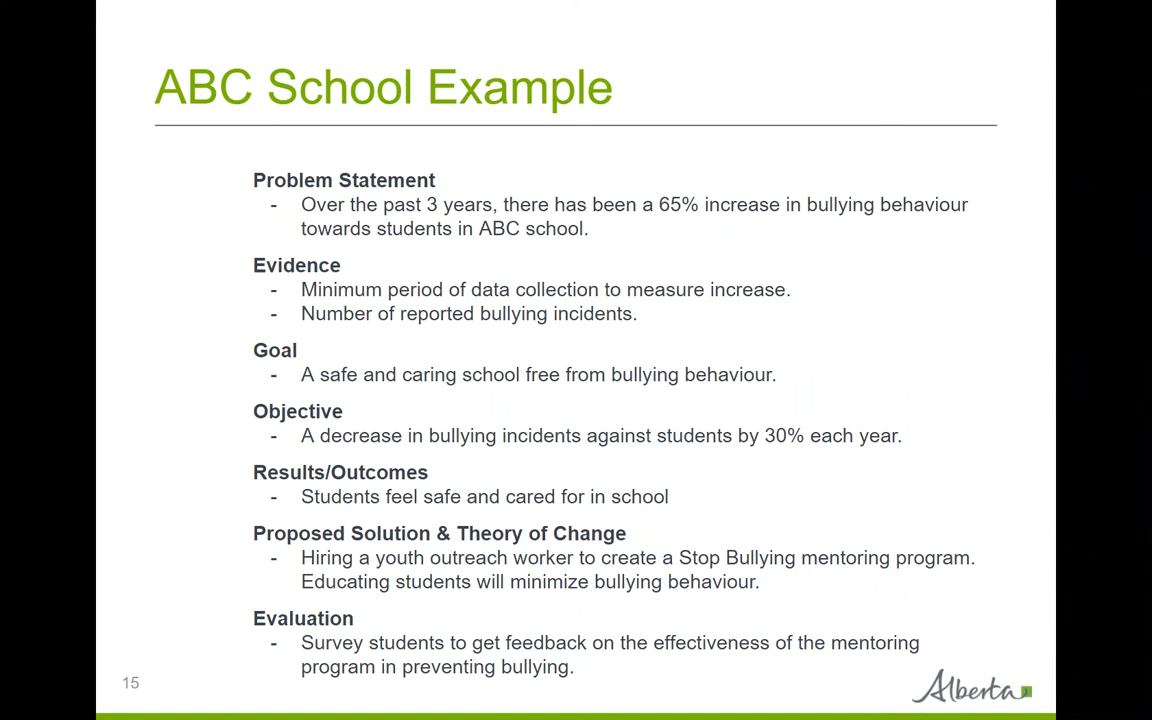 ABC School Example
Problem Statement
- Over the past 3 years, there has been a 65% increase in bullying behaviour
towards students in ABC school.
Evidence
- Minimum period of data collection to measure increase.
- Number of reported bullying incidents.
Goal
- A safe and caring school free from bullying behaviour.
Objective
- A decrease in bullying incidents against students by 30% each year.
Results/Outcomes
- Students feel safe and cared for in school
Proposed Solution & Theory of Change
- Hiring a youth outreach worker to create a Stop Bullying mentoring program.
Educating students will minimize bullying behaviour.
Evaluation
- Survey students to get feedback on the effectiveness of the mentoring
program in preventing bullying.
15
Alberta